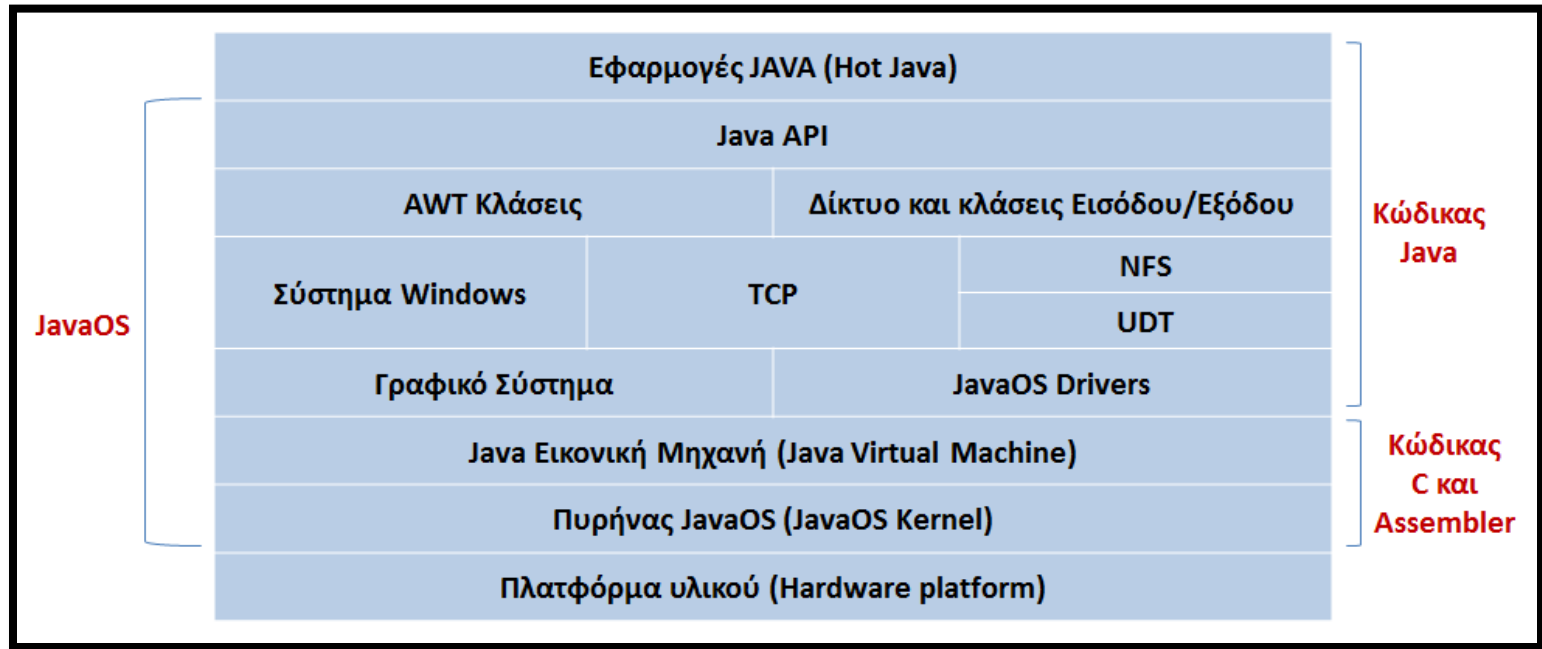 Εφαρμογές JAVA (Hot Java)
Java API
AWT Κλάσεις
Δίκτυο και κλάσεις Εισόδου/Εξόδου
Σύστημα Windows
TCP
NFS
UDT
Γραφικό Σύστημα
JavaOS Drivers
Java Εικονική Μηχανή (Java Virtual Machine)
Πυρήνας JavaOS (JavaOS Kernel)
Πλατφόρμα υλικού (Hardware platform)
JavaOS
Κώδικας
Java
Κώδικας
C και
Assembler